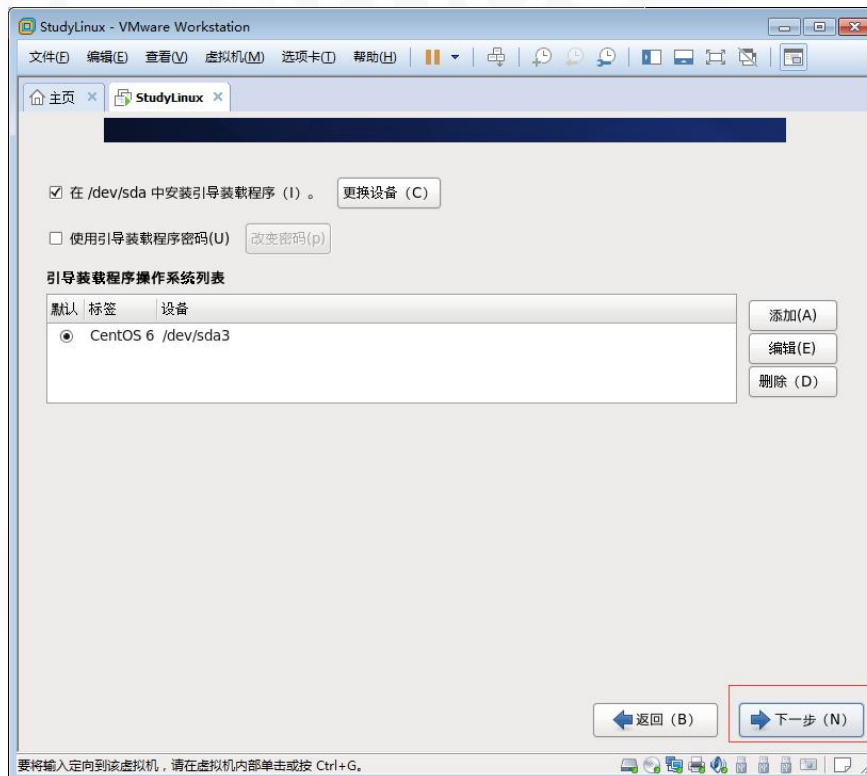 StudyLinux - VMware Workstation
文件(F) 编辑(E) 查看(V) 虚拟机(M) 选项卡(T) 帮助(H)
主页 StudyLinux
在 /dev/sda 中安装引导装载程序（I）。 更换设备（C）
使用引导装载程序密码(U) 改变密码(p)
引导装载程序操作系统列表
默认 标签 设备
CentOS 6 /dev/sda3
添加(A)
编辑(E)
删除（D）
返回（B） 下一步（N）
要将输入定向到该虚拟机，请在虚拟机内部单击或按 Ctrl+G。